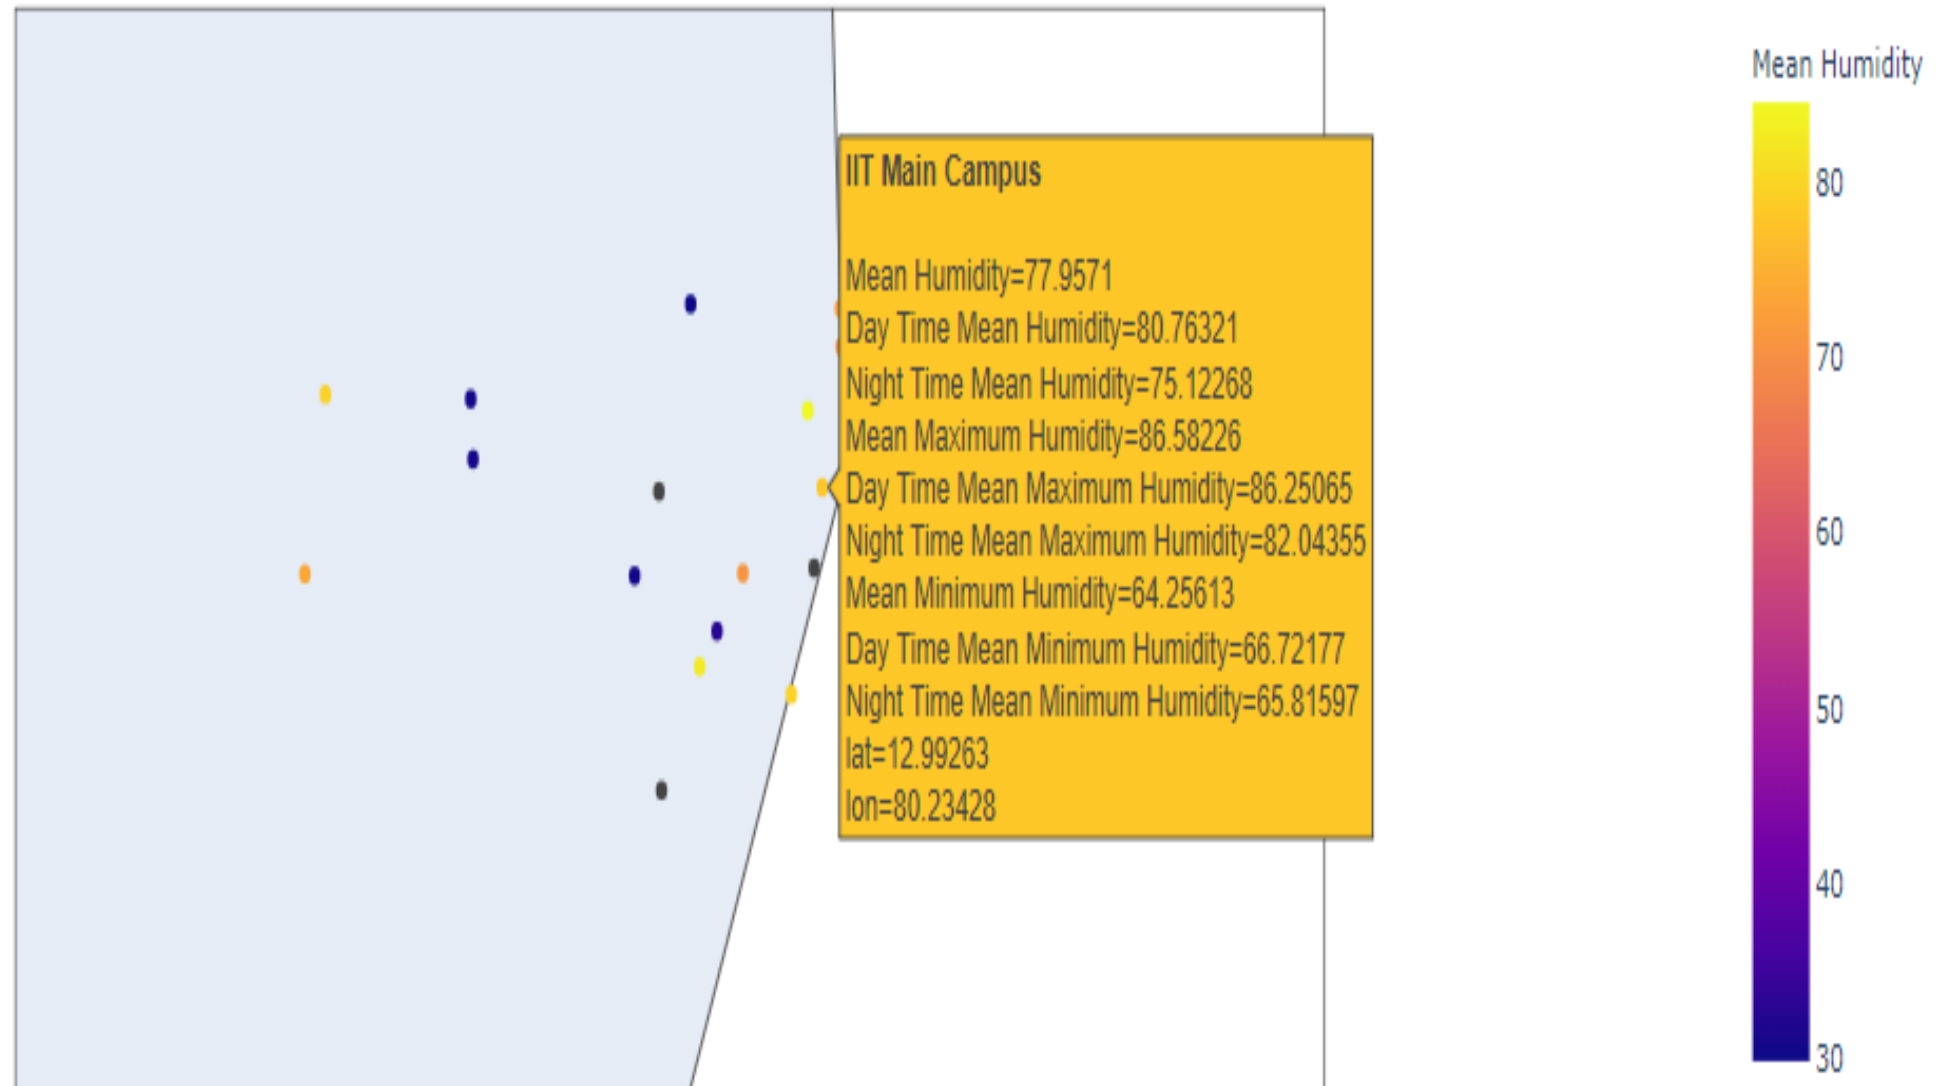 Mean Humidity
IIT Main Campus
Mean Humidity=77.9571
Day Time Mean Humidity=80.76321
Night Time Mean Humidity=75.12268
Mean Maximum Humidity=86.58226
Day Time Mean Maximum Humidity=86.25065
Night Time Mean Maximum Humidity=82.04355
Mean Minimum Humidity=64.25613
Day Time Mean Minimum Humidity=66.72177
Night Time Mean Minimum Humidity=65.81597
lat=12.99263
lon=80.23428
80
70
60
50
40
30